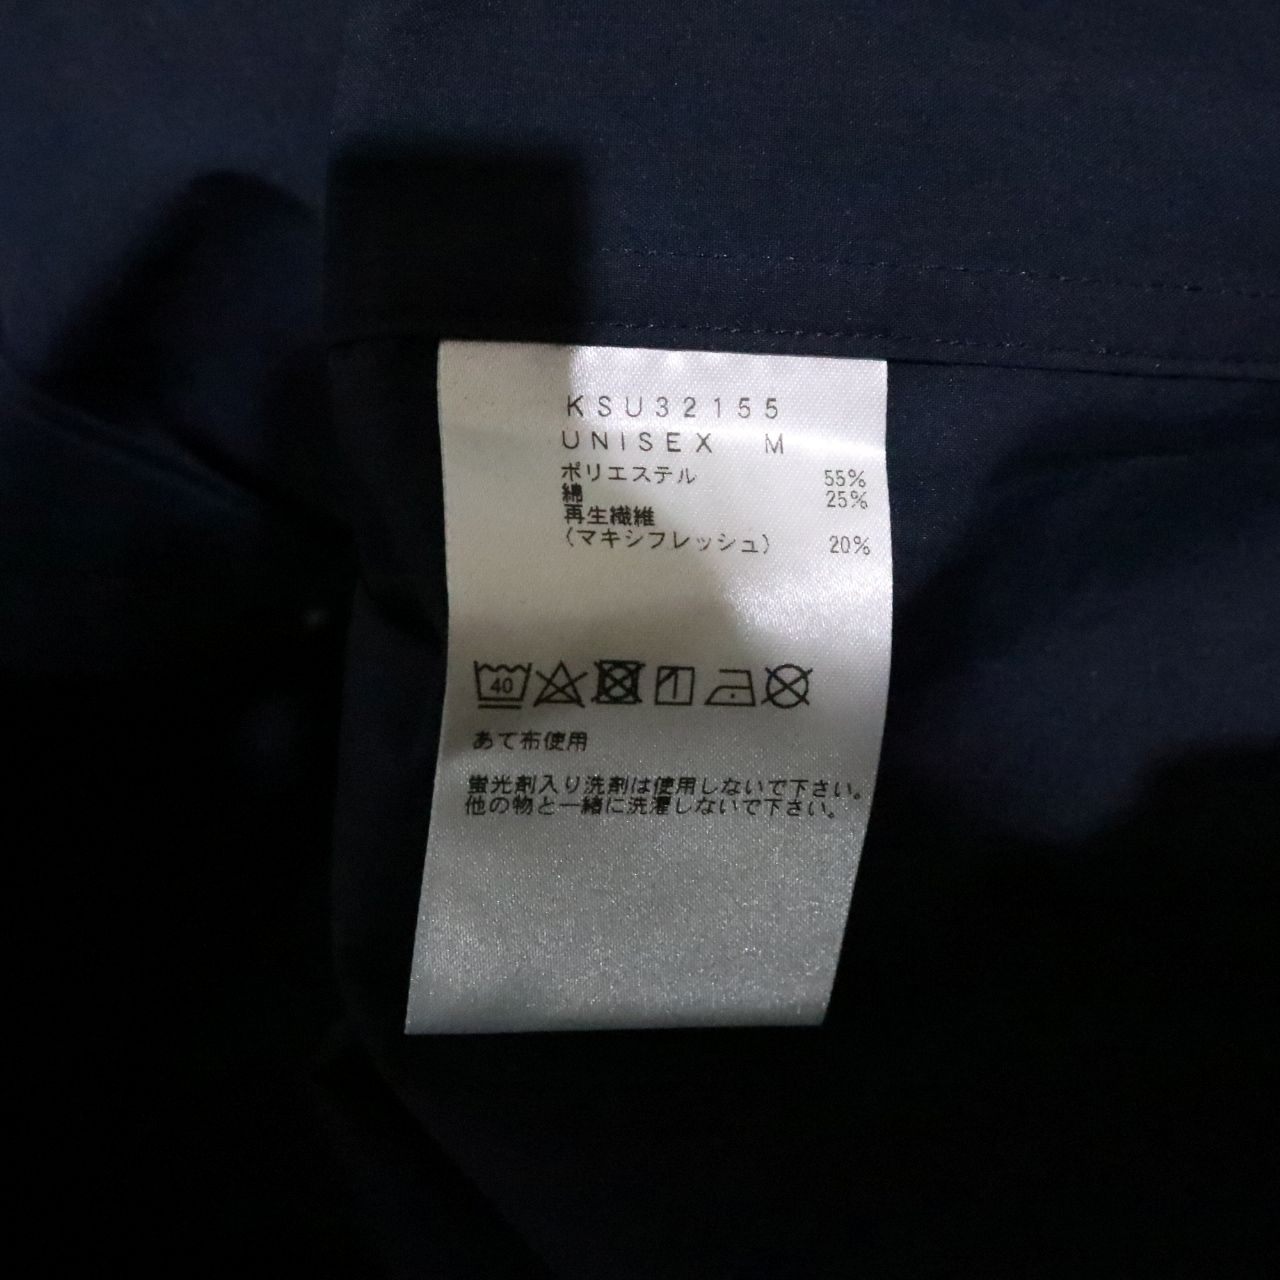 KSU32155
UNISEX M
ポリエステル 55%
綿 25%
再生繊維
(マキシフレッシュ) 20%
40
あて布使用
蛍光剤入り洗剤は使用しないで下さい。
他の物と一緒に洗濯しないで下さい。